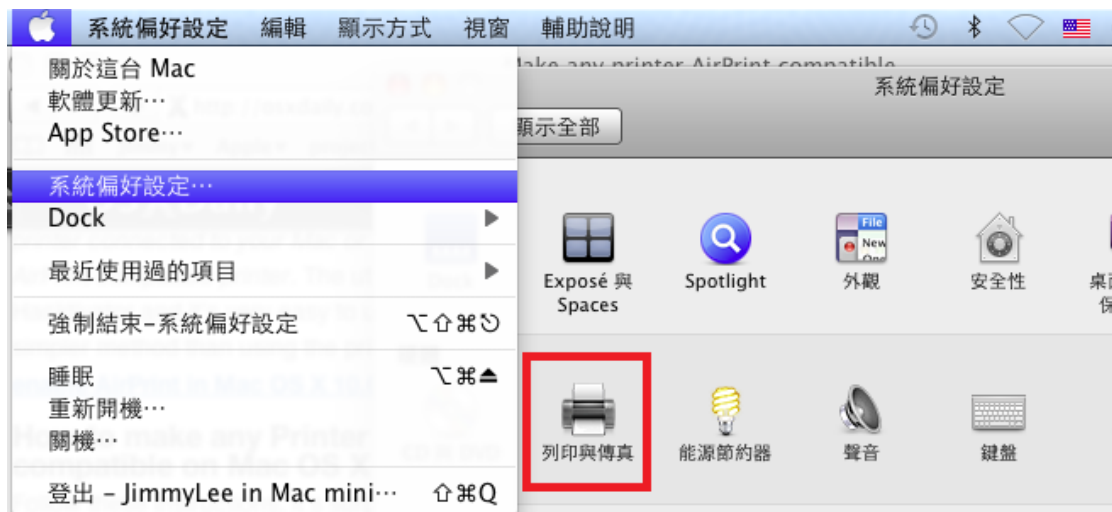 系統偏好設定 編輯 顯示方式 視窗 輔助說明
關於這台 Mac
軟體更新…
App Store…
系統偏好設定…
Dock
最近使用過的項目
強制結束-系統偏好設定 ⌥⇧⌘⎋
睡眠 ⌥⌘⏏
重新開機…
關機…
登出 – JimmyLee in Mac mini… ⇧⌘Q
Make any printer AirPrint compatible
系統偏好設定
顯示全部
Exposé 與
Spaces
Spotlight
File
New
外觀
安全性
列印與傳真
能源節約器
聲音
鍵盤